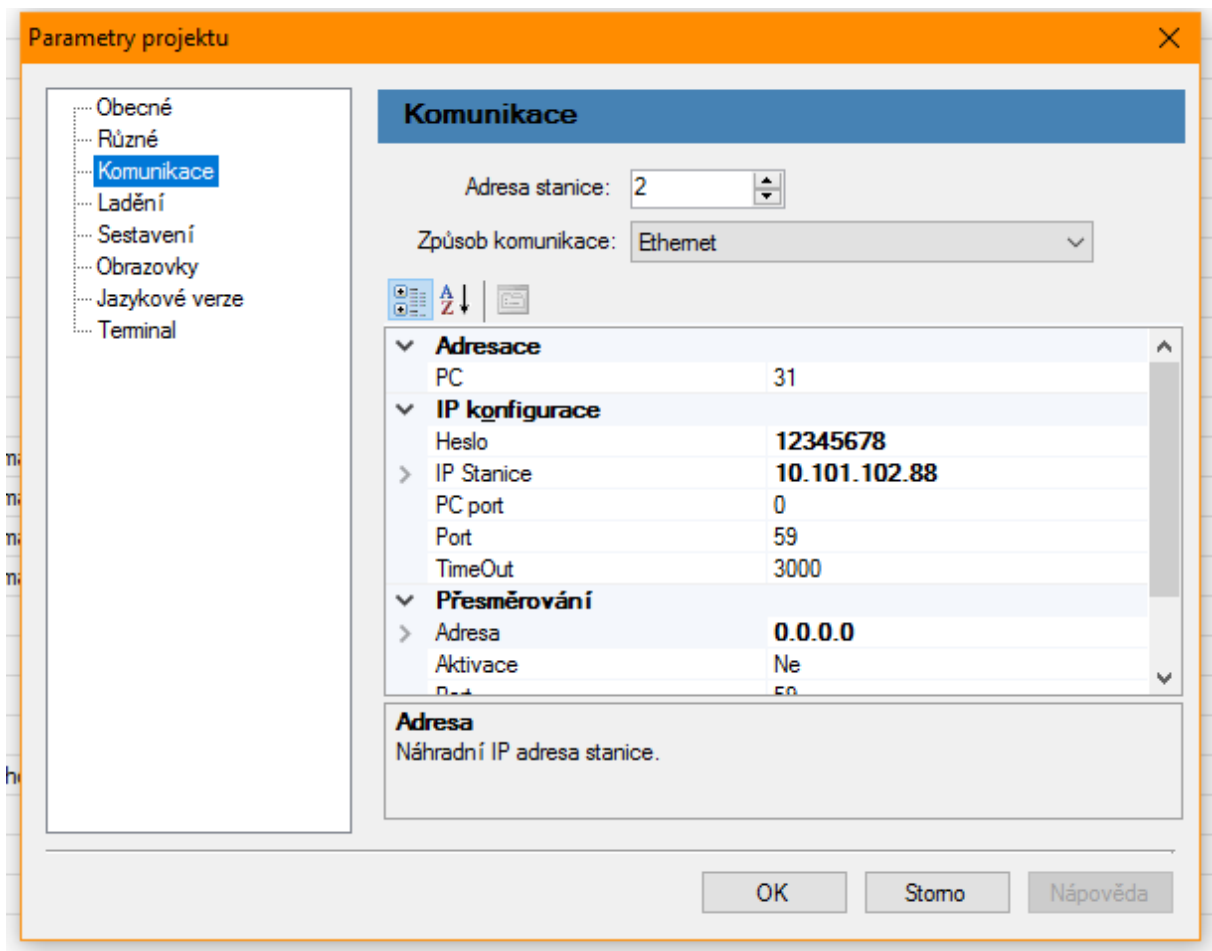 Parametry projektu
Obecné
Různé
Komunikace
Ladění
Sestavení
Obrazovky
Jazykové verze
Terminal
Komunikace
Adresa stanice: 2
Způsob komunikace: Ethernet
Adresace
PC 31
IP konfigurace
Heslo 12345678
IP Stanice 10.101.102.88
PC port 0
Port 59
TimeOut 3000
Přesměrování
Adresa 0.0.0.0
Aktivace Ne
Port 59
Adresa
Náhradní IP adresa stanice.
OK Storno Nápověda